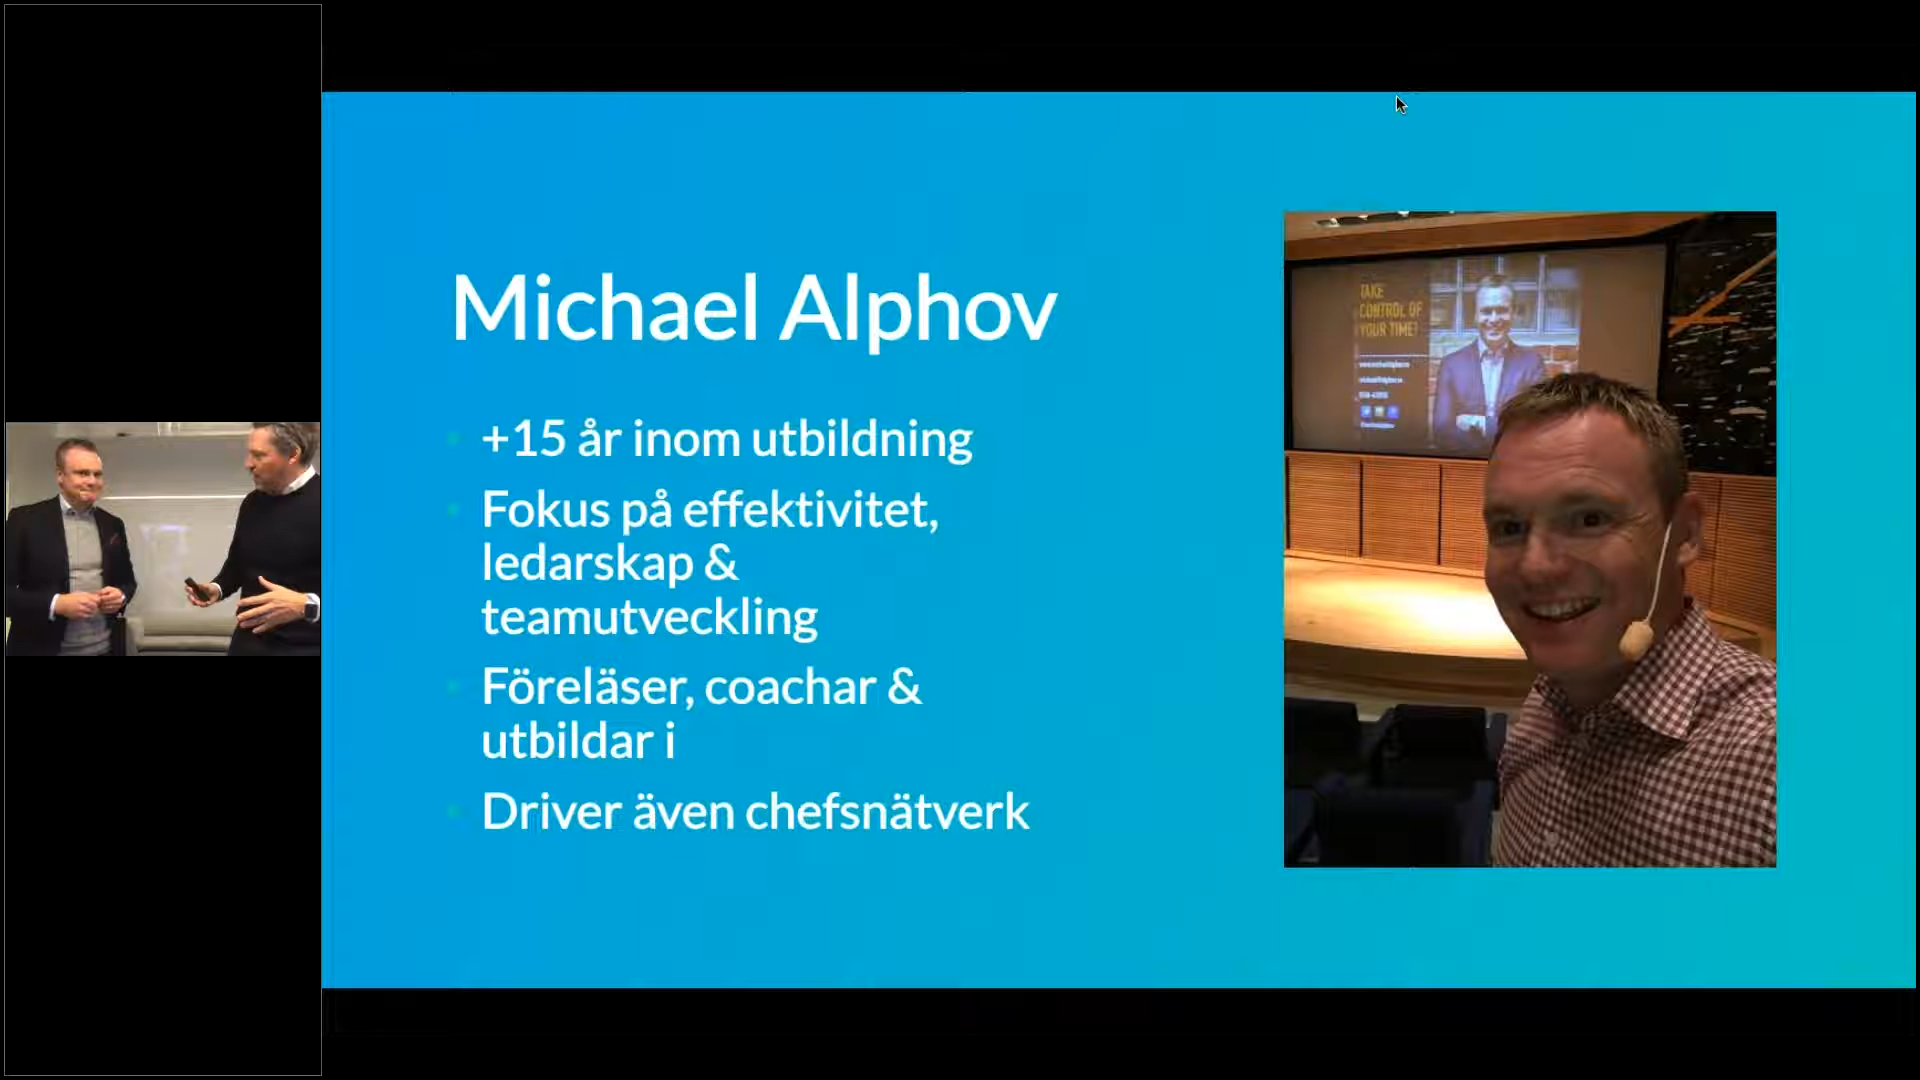 Michael Alphov
+15 år inom utbildning
Fokus på effektivitet,
ledarskap &
teamutveckling
Föreläser, coachar &
utbildar i
Driver även chefsnätverk
TAKE
CONTROL OF
YOUR TIME!